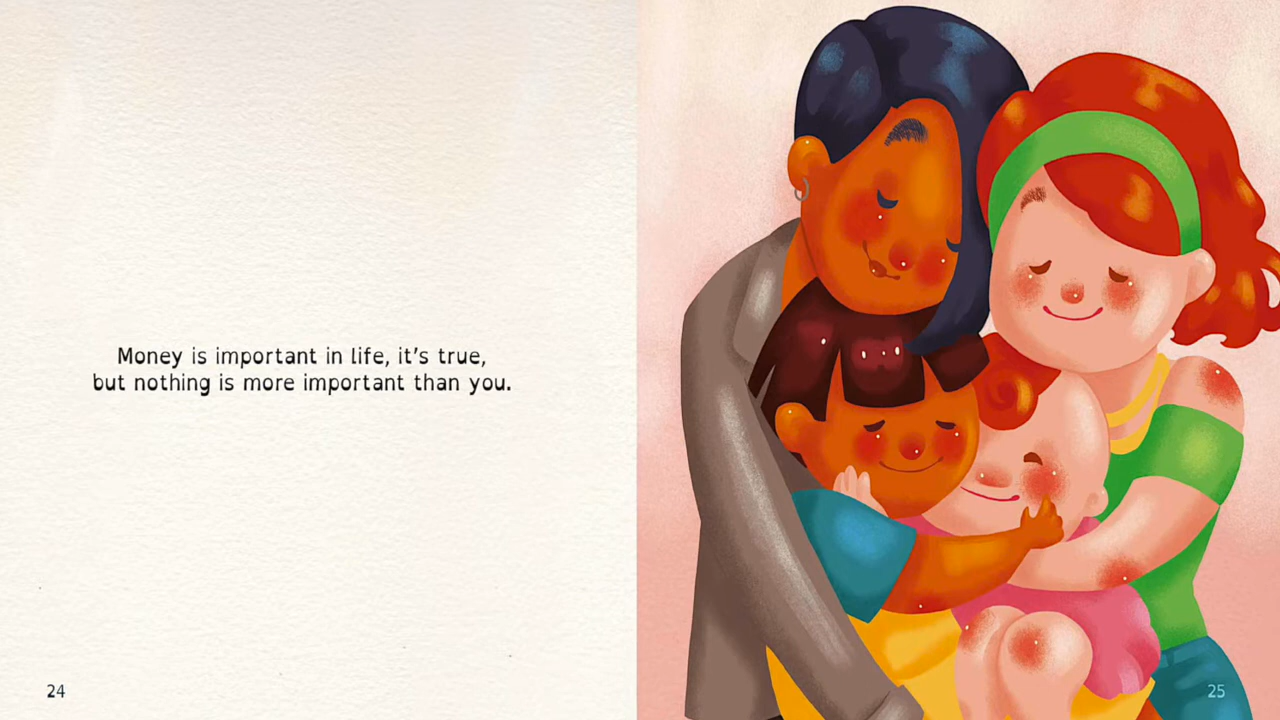 Money is important in life, it's true,
but nothing is more important than you.
24
25